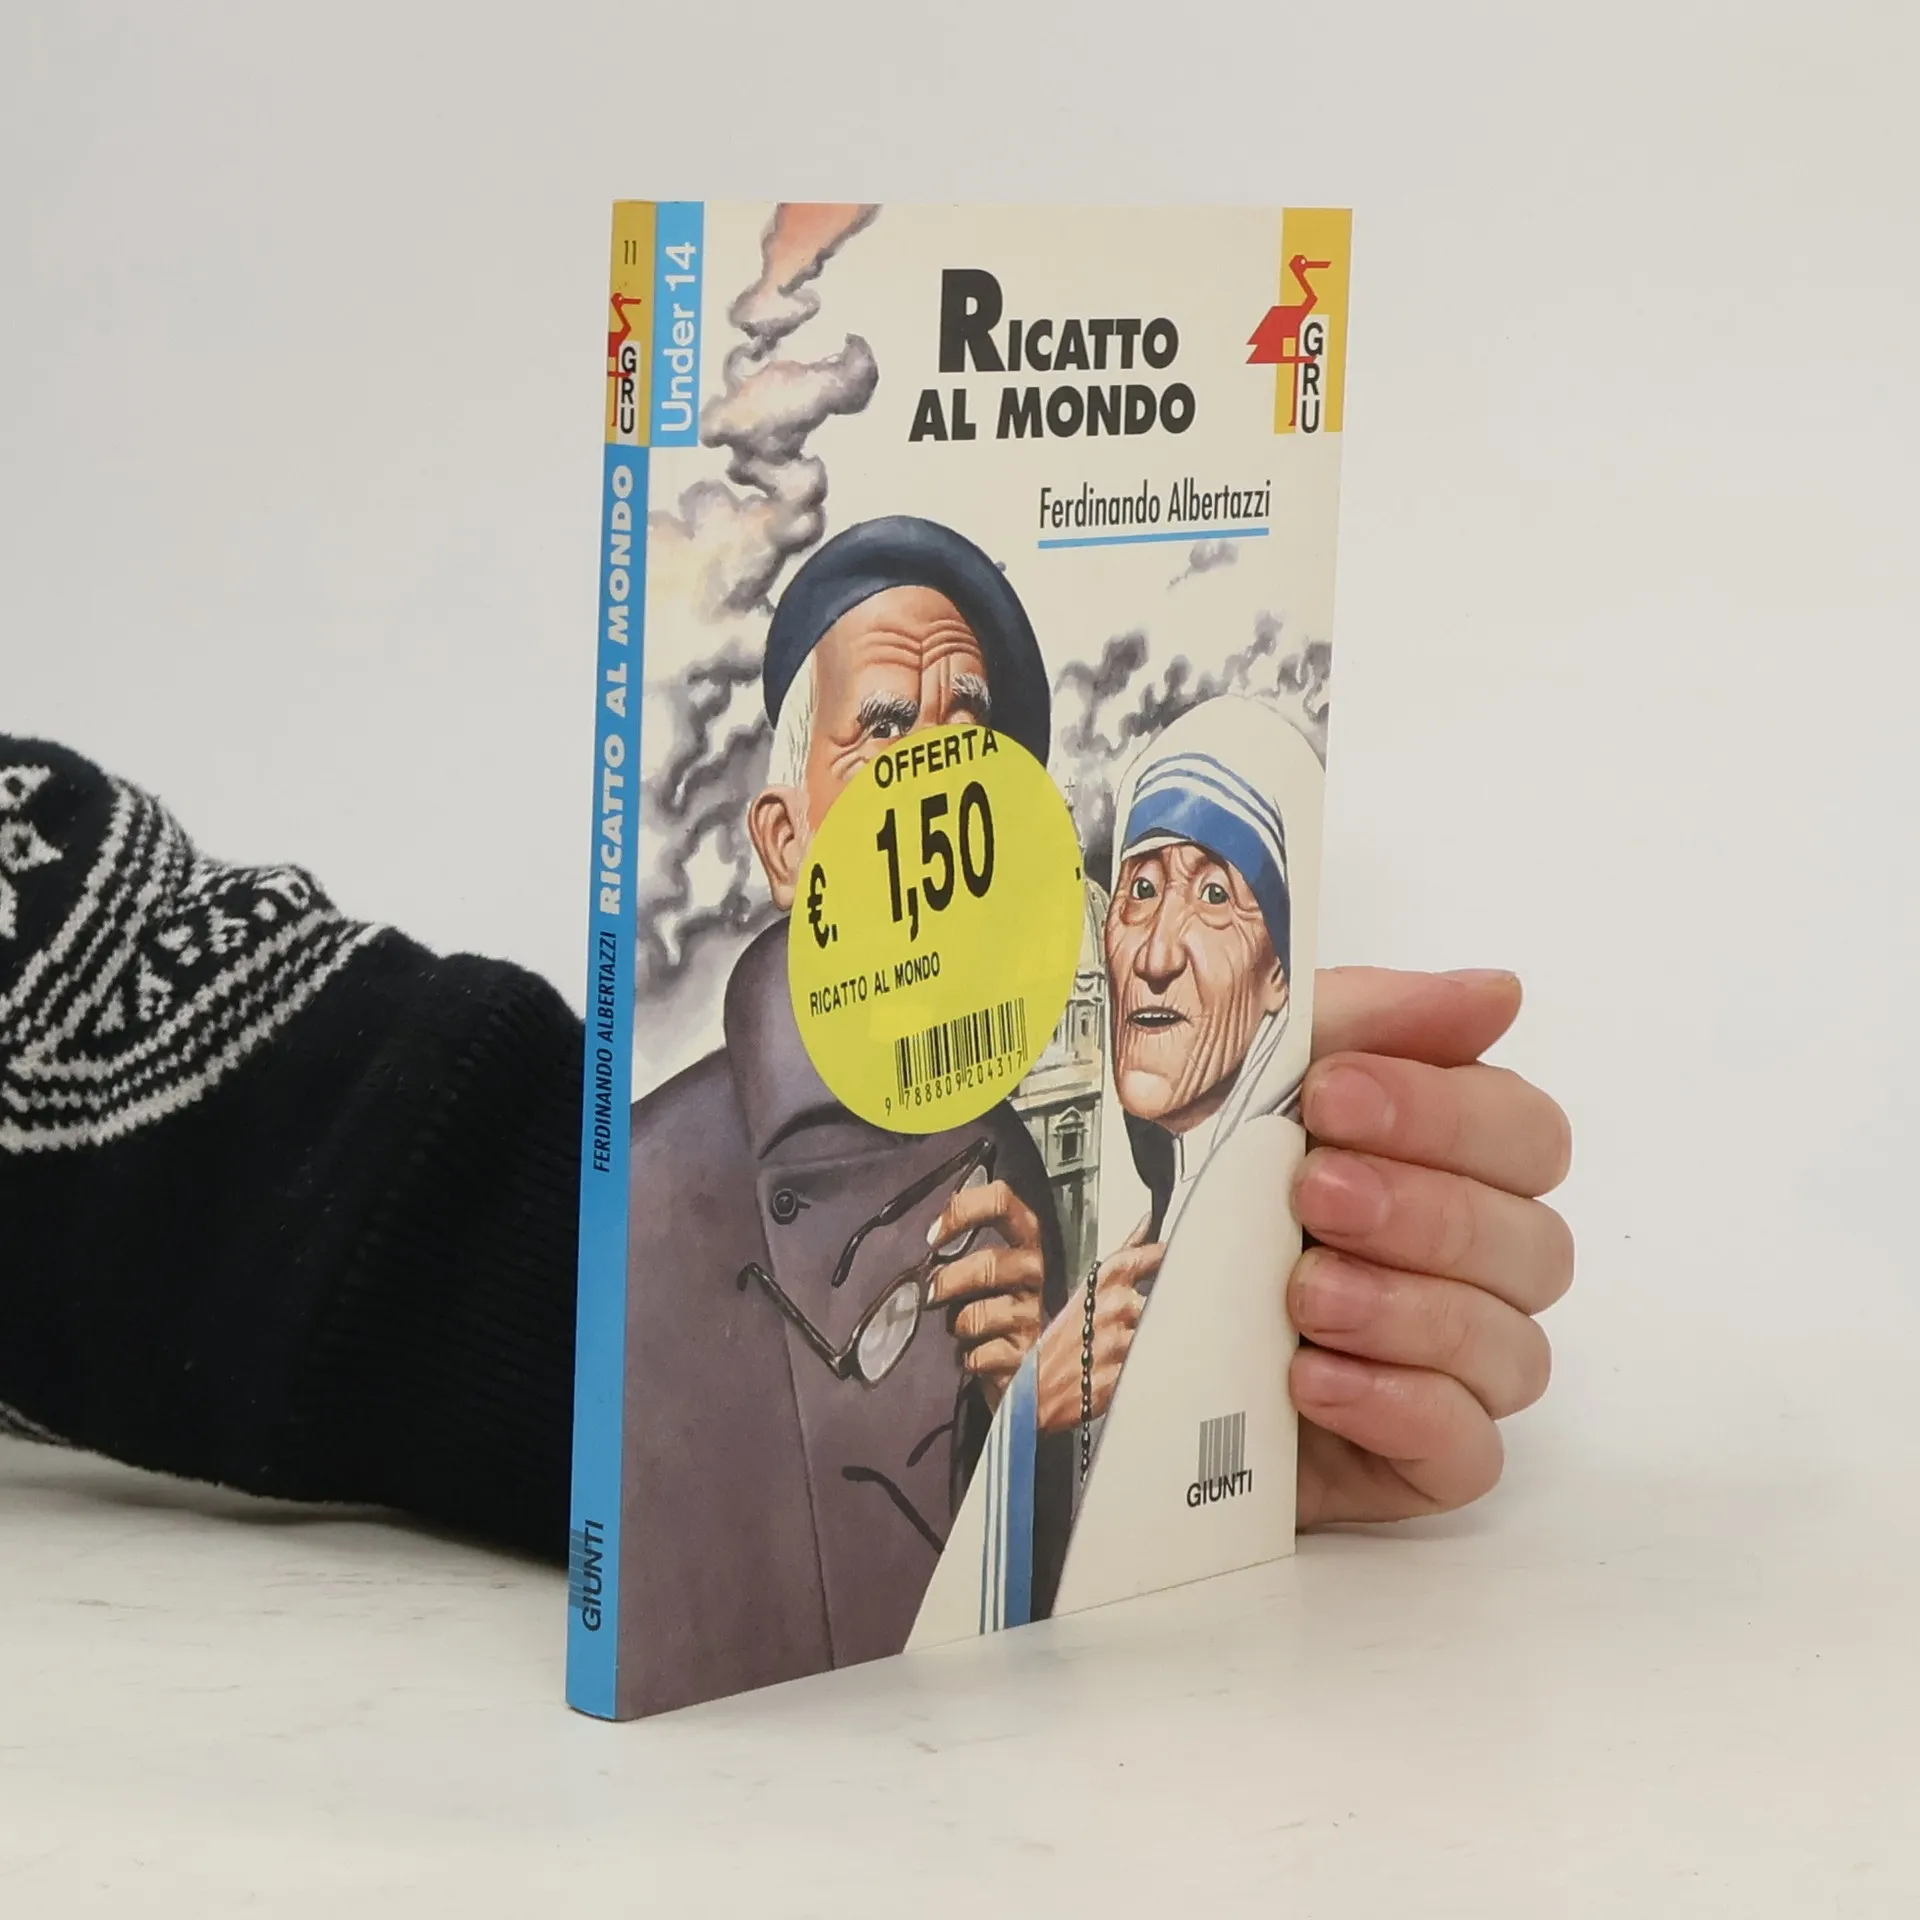 11
GRU
Under 14
FERDINANDO ALBERTAZZI RICATTO AL MONDO
GIUNTI
RICATTO
AL MONDO
GRU
Ferdinando Albertazzi
OFFERTA
€. 1,50
RICATTO AL MONDO
9 788809 204317
GIUNTI